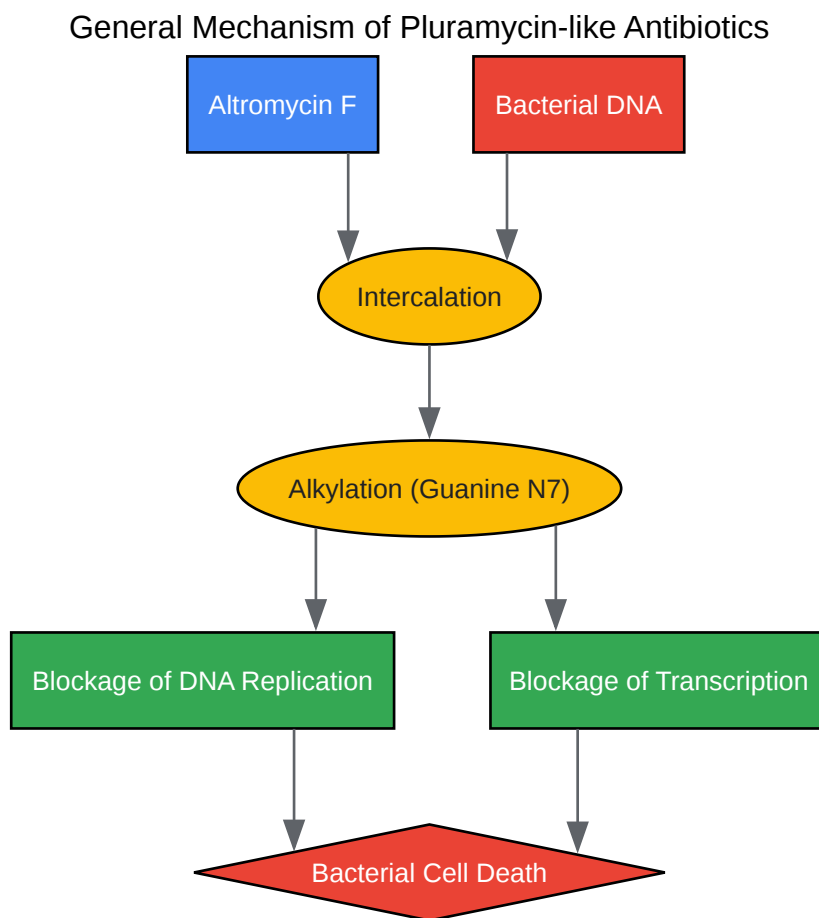 General Mechanism of Pluramycin-like Antibiotics
Altromycin F
Bacterial DNA
Intercalation
Alkylation (Guanine N7)
Blockage of DNA Replication
Blockage of Transcription
Bacterial Cell Death